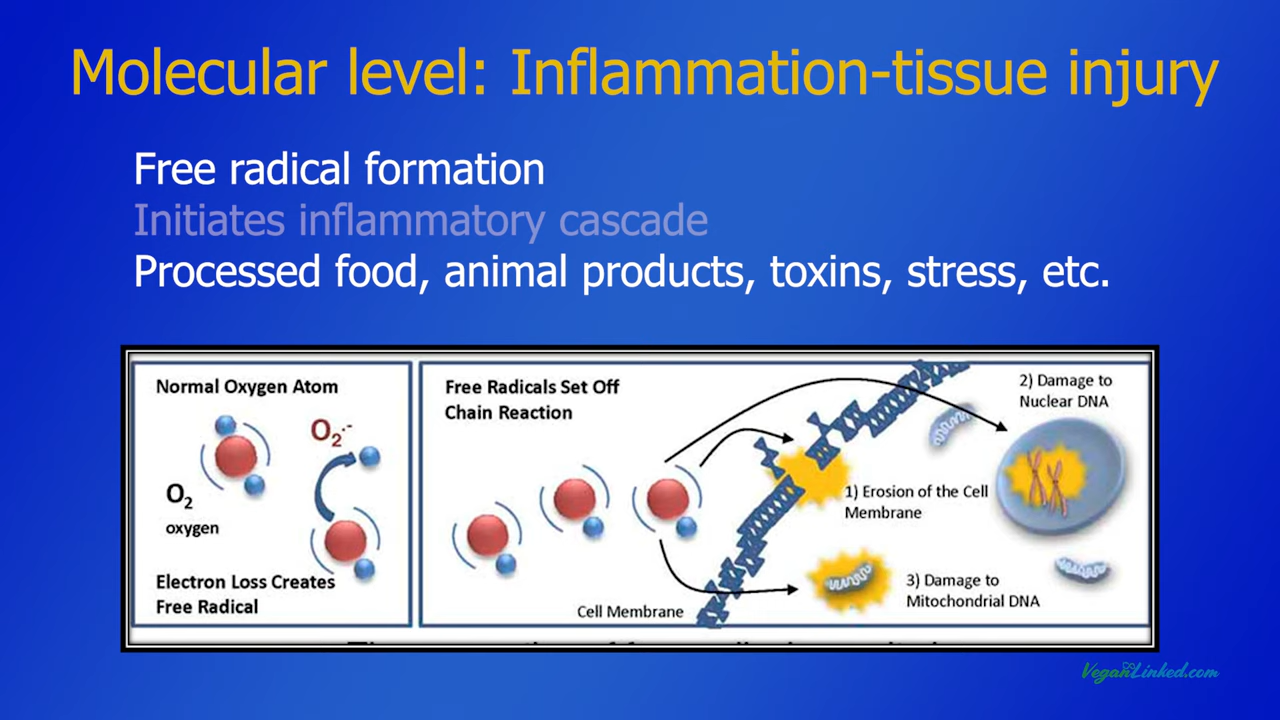 Molecular level: Inflammation-tissue injury
Free radical formation
Initiates inflammatory cascade
Processed food, animal products, toxins, stress, etc.
Normal Oxygen Atom
O2·-
O2
oxygen
Electron Loss Creates
Free Radical
Free Radicals Set Off
Chain Reaction
2) Damage to
Nuclear DNA
1) Erosion of the Cell
Membrane
3) Damage to
Mitochondrial DNA
Cell Membrane
VeganLinked.com